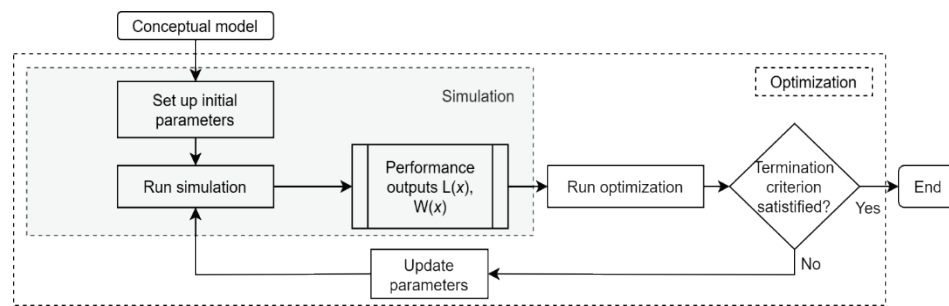 Conceptual model
Simulation
Optimization
Set up initial
parameters
Run simulation
Performance
outputs L(x),
W(x)
Run optimization
Termination
criterion
satistified?
Yes
End
No
Update
parameters